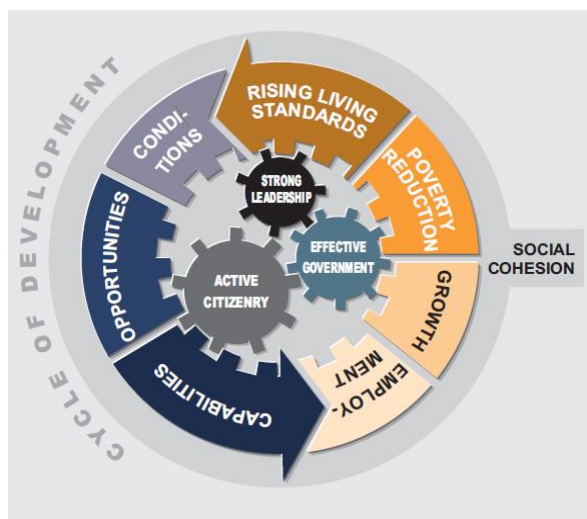 CYCLE OF DEVELOPMENT
RISING LIVING
STANDARDS
POVERTY
REDUCTION
SOCIAL
COHESION
GROWTH
EMPLOY-
MENT
CAPABILITIES
OPPORTUNITIES
CONDI-
TIONS
STRONG
LEADERSHIP
EFFECTIVE
GOVERNMENT
ACTIVE
CITIZENRY